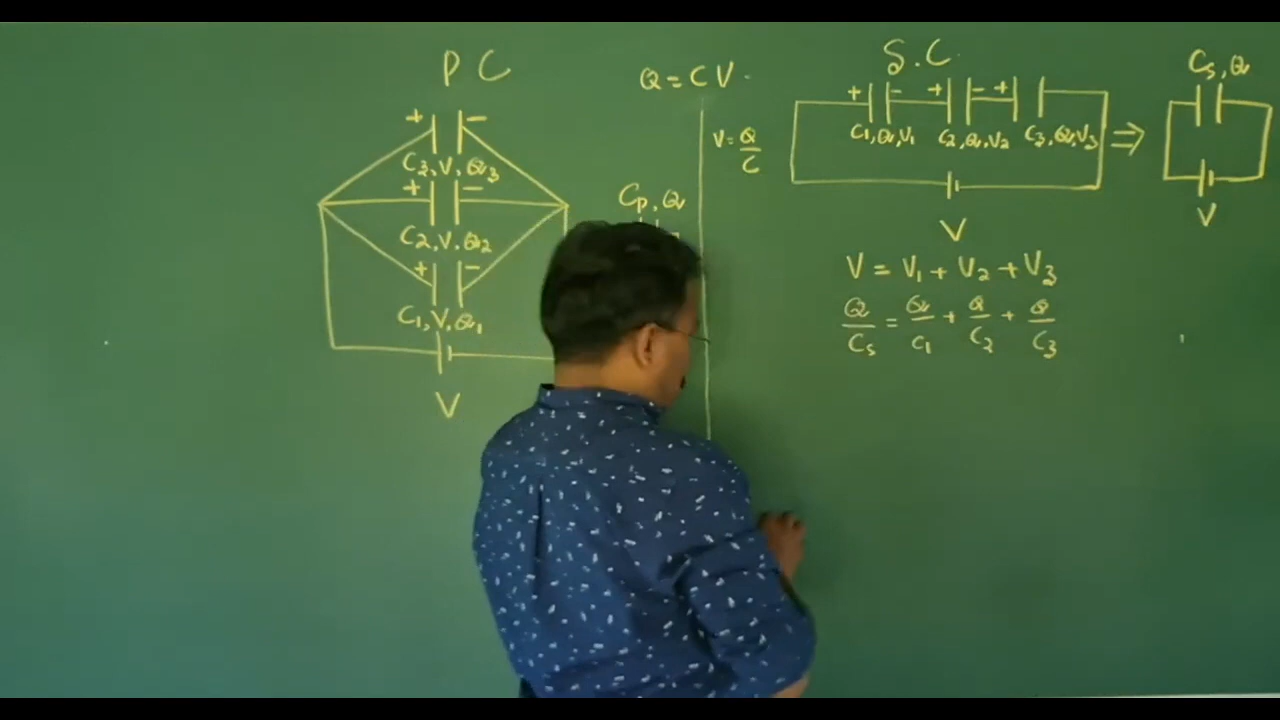 P C
+ -
C3, V, Q3
+ -
C2, V, Q2
+ -
C1, V, Q1
V
Q = C V
Cp, Q
V = Q/C
S.C.
+ - + - +
C1, Q, V1 C2, Q, V2 C3, Q, V3
⇒
V
Cs, Q
V
V = V1 + V2 + V3
Q/Cs = Q/C1 + Q/C2 + Q/C3